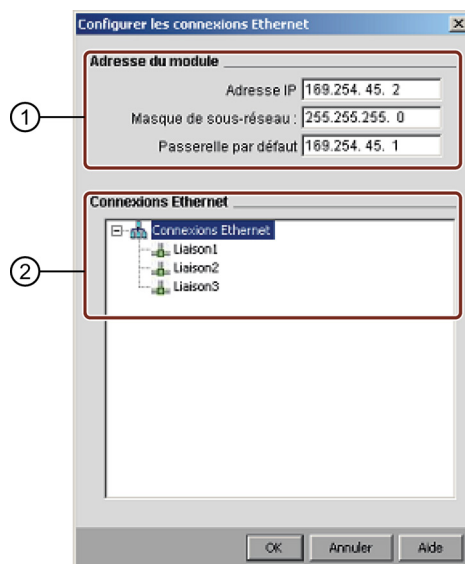 Configurer les connexions Ethernet
Adresse du module
Adresse IP 169.254. 45. 2
Masque de sous-réseau : 255.255.255. 0
Passerelle par défaut 169.254. 45. 1
1
Connexions Ethernet
Connexions Ethernet
Liaison1
Liaison2
Liaison3
2
OK Annuler Aide